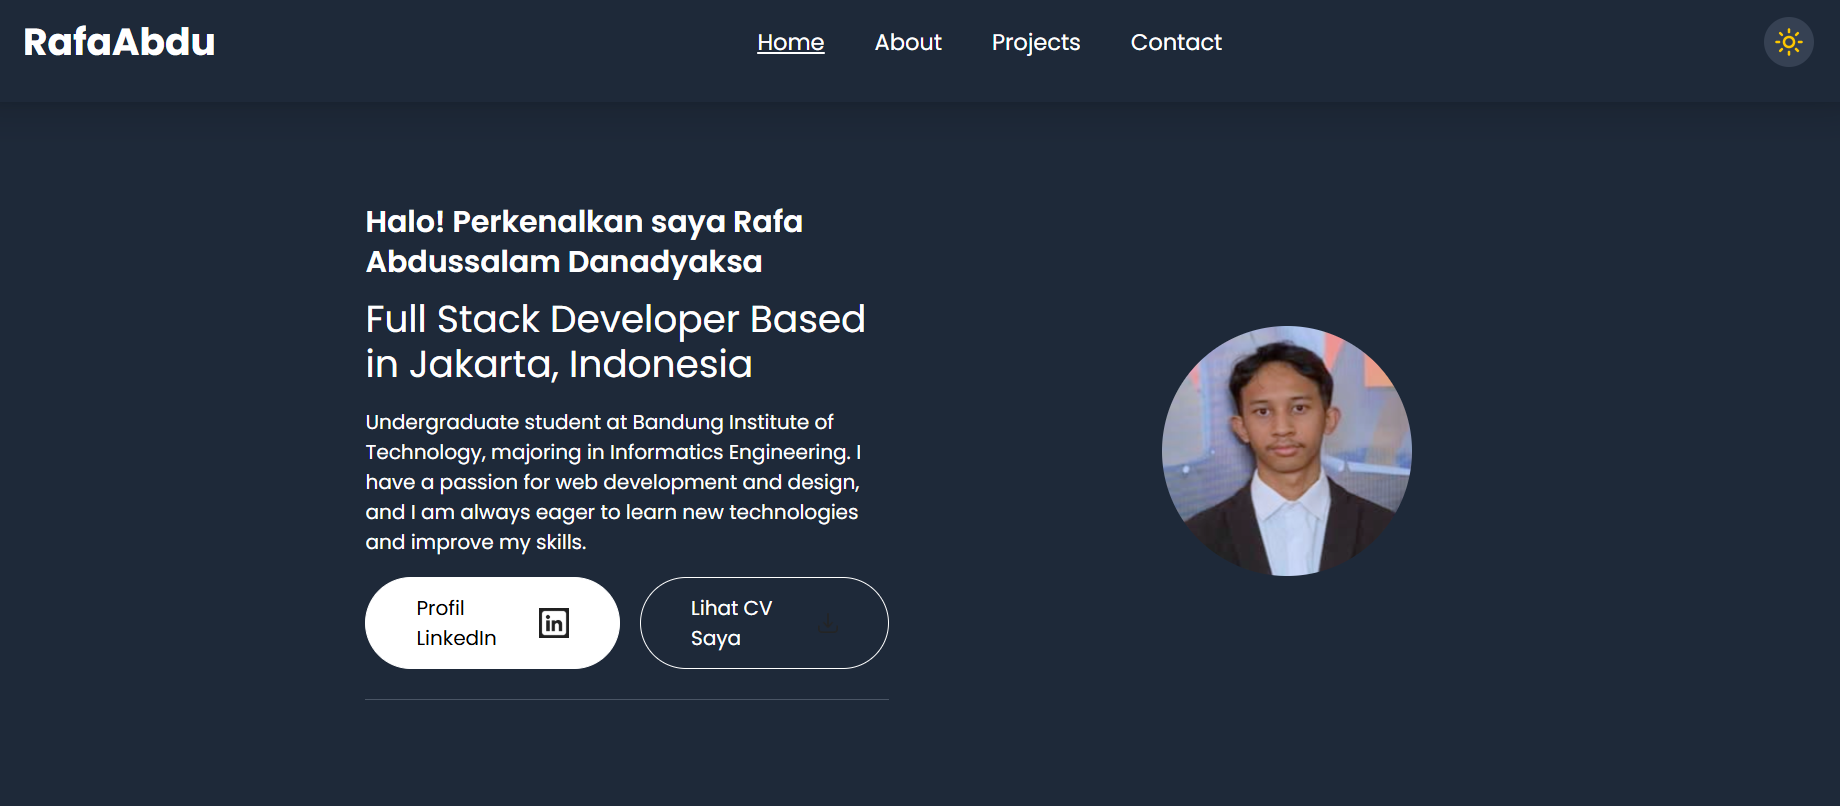 RafaAbdu
Home
About
Projects
Contact
Halo! Perkenalkan saya Rafa
Abdussalam Danadyaksa
Full Stack Developer Based
in Jakarta, Indonesia
Undergraduate student at Bandung Institute of
Technology, majoring in Informatics Engineering. I
have a passion for web development and design,
and I am always eager to learn new technologies
and improve my skills.
Profil
LinkedIn
in
Lihat CV
Saya